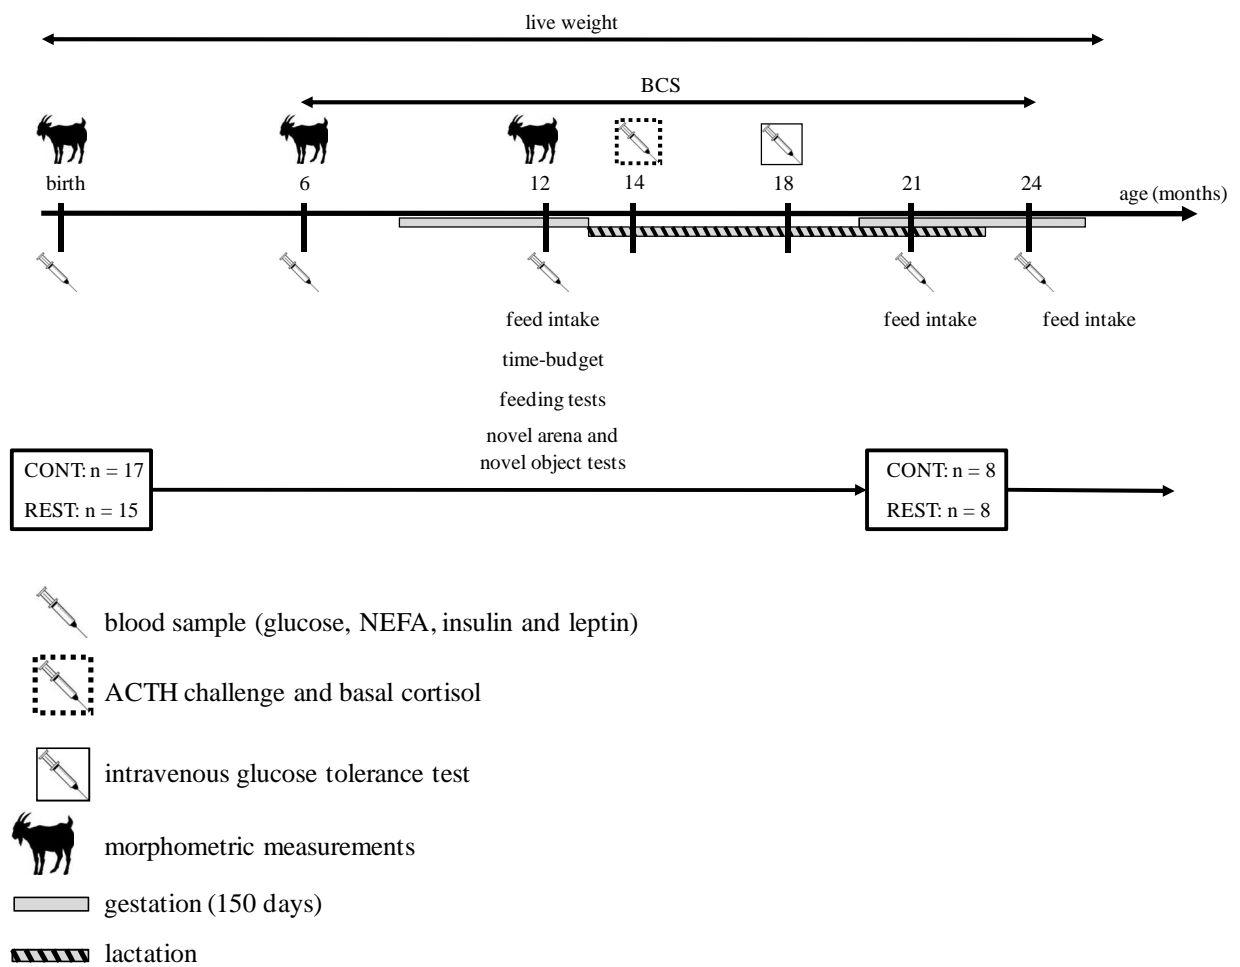 live weight
BCS
birth
6
12
14
18
21
24
age (months)
feed intake
feed intake
feed intake
time-budget
feeding tests
novel arena and
novel object tests
CONT: n = 17
REST: n = 15
CONT: n = 8
REST: n = 8
blood sample (glucose, NEFA, insulin and leptin)
ACTH challenge and basal cortisol
intravenous glucose tolerance test
morphometric measurements
gestation (150 days)
lactation